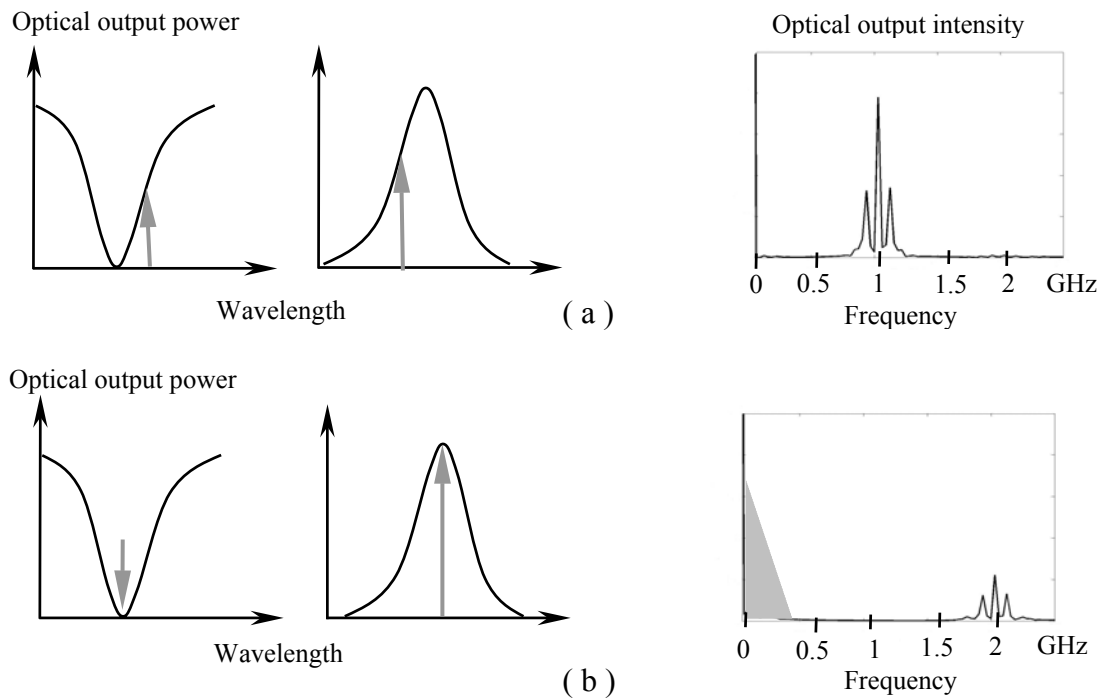 Optical output power
Optical output intensity
0 0.5 1 1.5 2 GHz
Wavelength
( a )
Frequency
Optical output power
0 0.5 1 1.5 2 GHz
Wavelength
( b )
Frequency